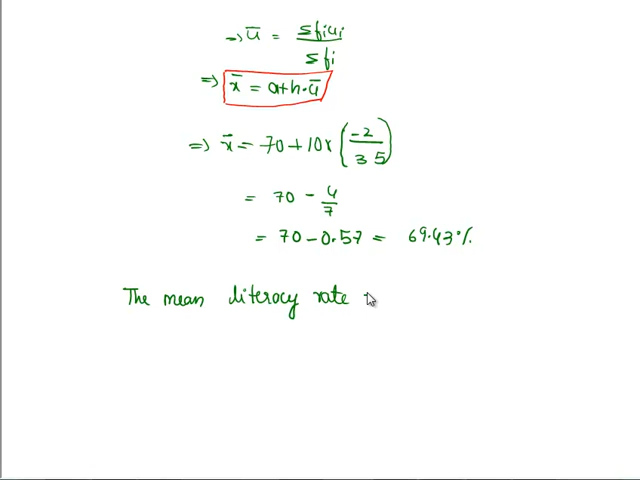 ⇒ ū = Σfiui / Σfi
⇒ x̄ = a+h·ū
⇒ x̄ = 70 + 10 × (-2/35)
= 70 - 4/7
= 70 - 0.57 = 69.43%
The mean literacy rate